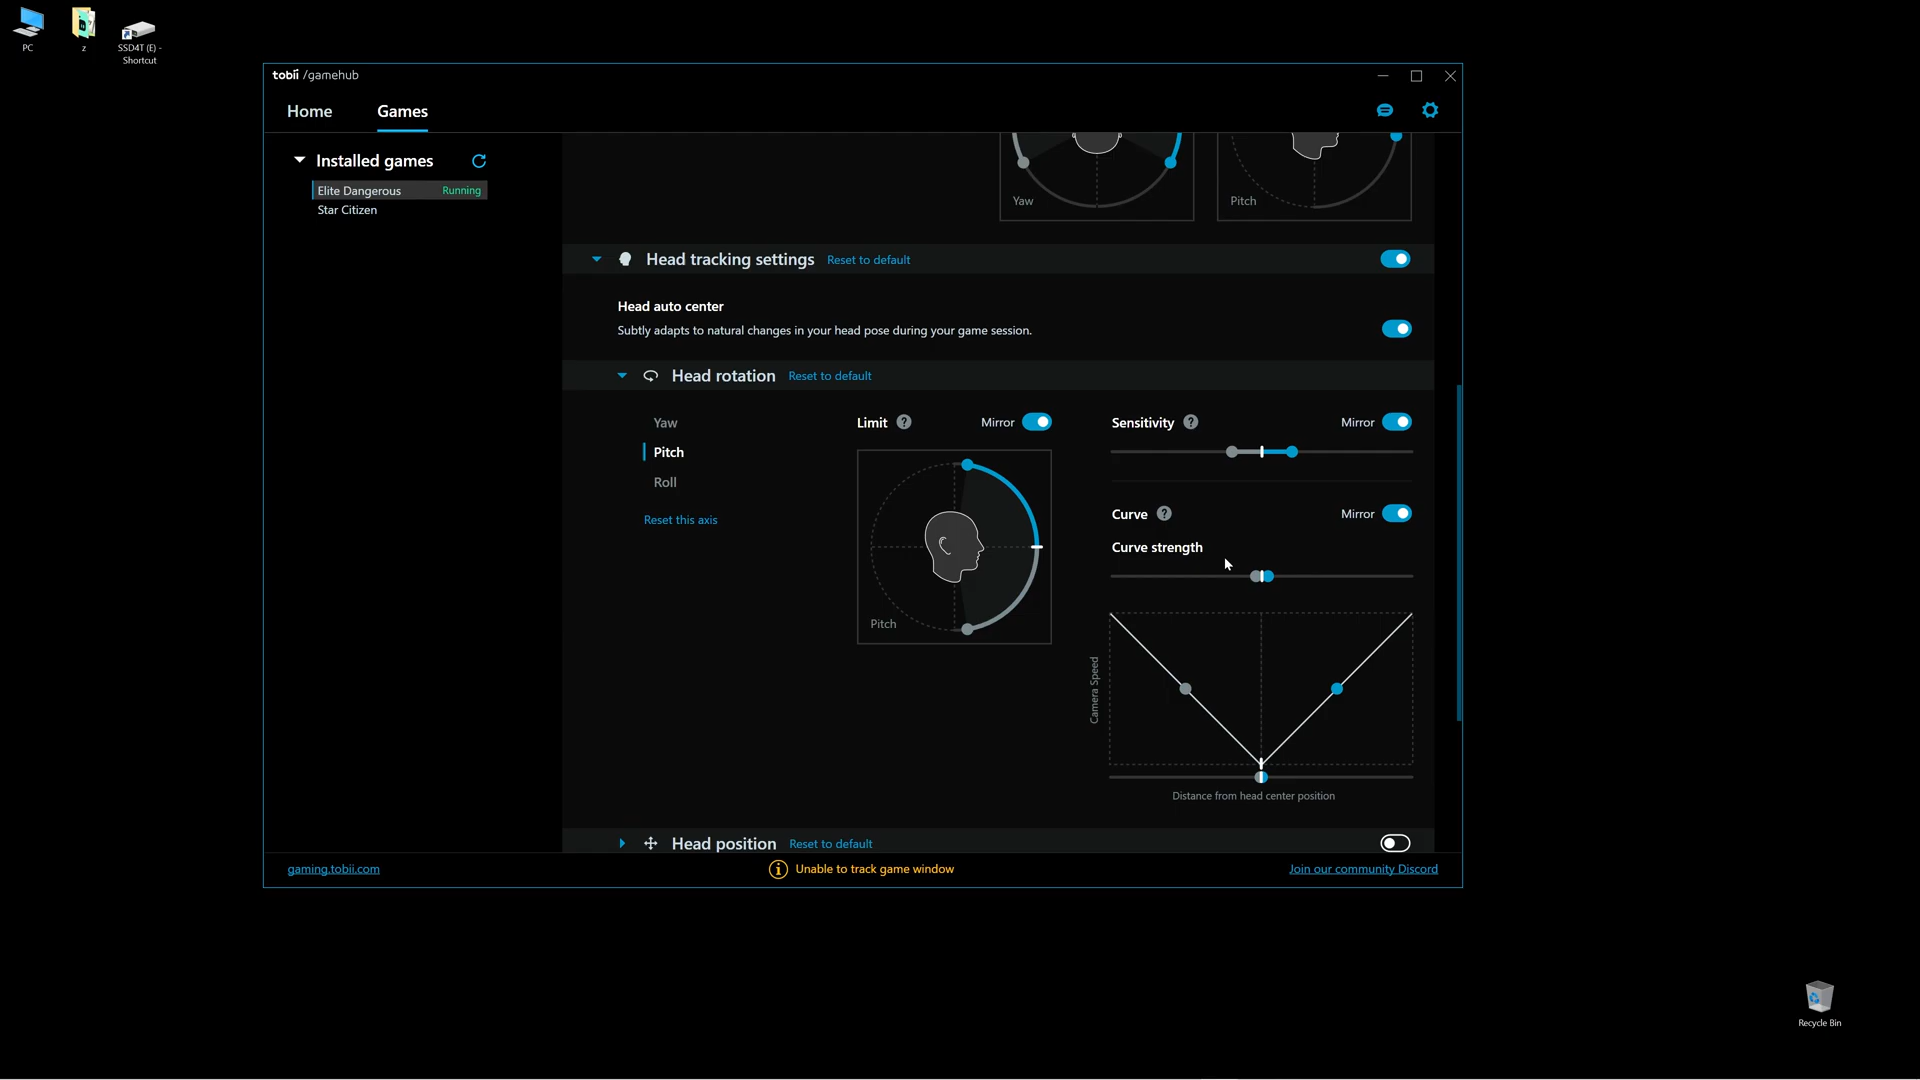 PC
z
SSD4T (E) -
Shortcut
tobii /gamehub
Home
Games
Installed games
Elite Dangerous
Running
Star Citizen
Yaw
Pitch
Head tracking settings
Reset to default
Head auto center
Subtly adapts to natural changes in your head pose during your game session.
Head rotation
Reset to default
Yaw
Pitch
Roll
Reset this axis
Limit ?
Mirror
Pitch
Sensitivity ?
Mirror
Curve ?
Mirror
Curve strength
Camera Speed
Distance from head center position
Head position
Reset to default
gaming.tobii.com
Unable to track game window
Join our community Discord
Recycle Bin